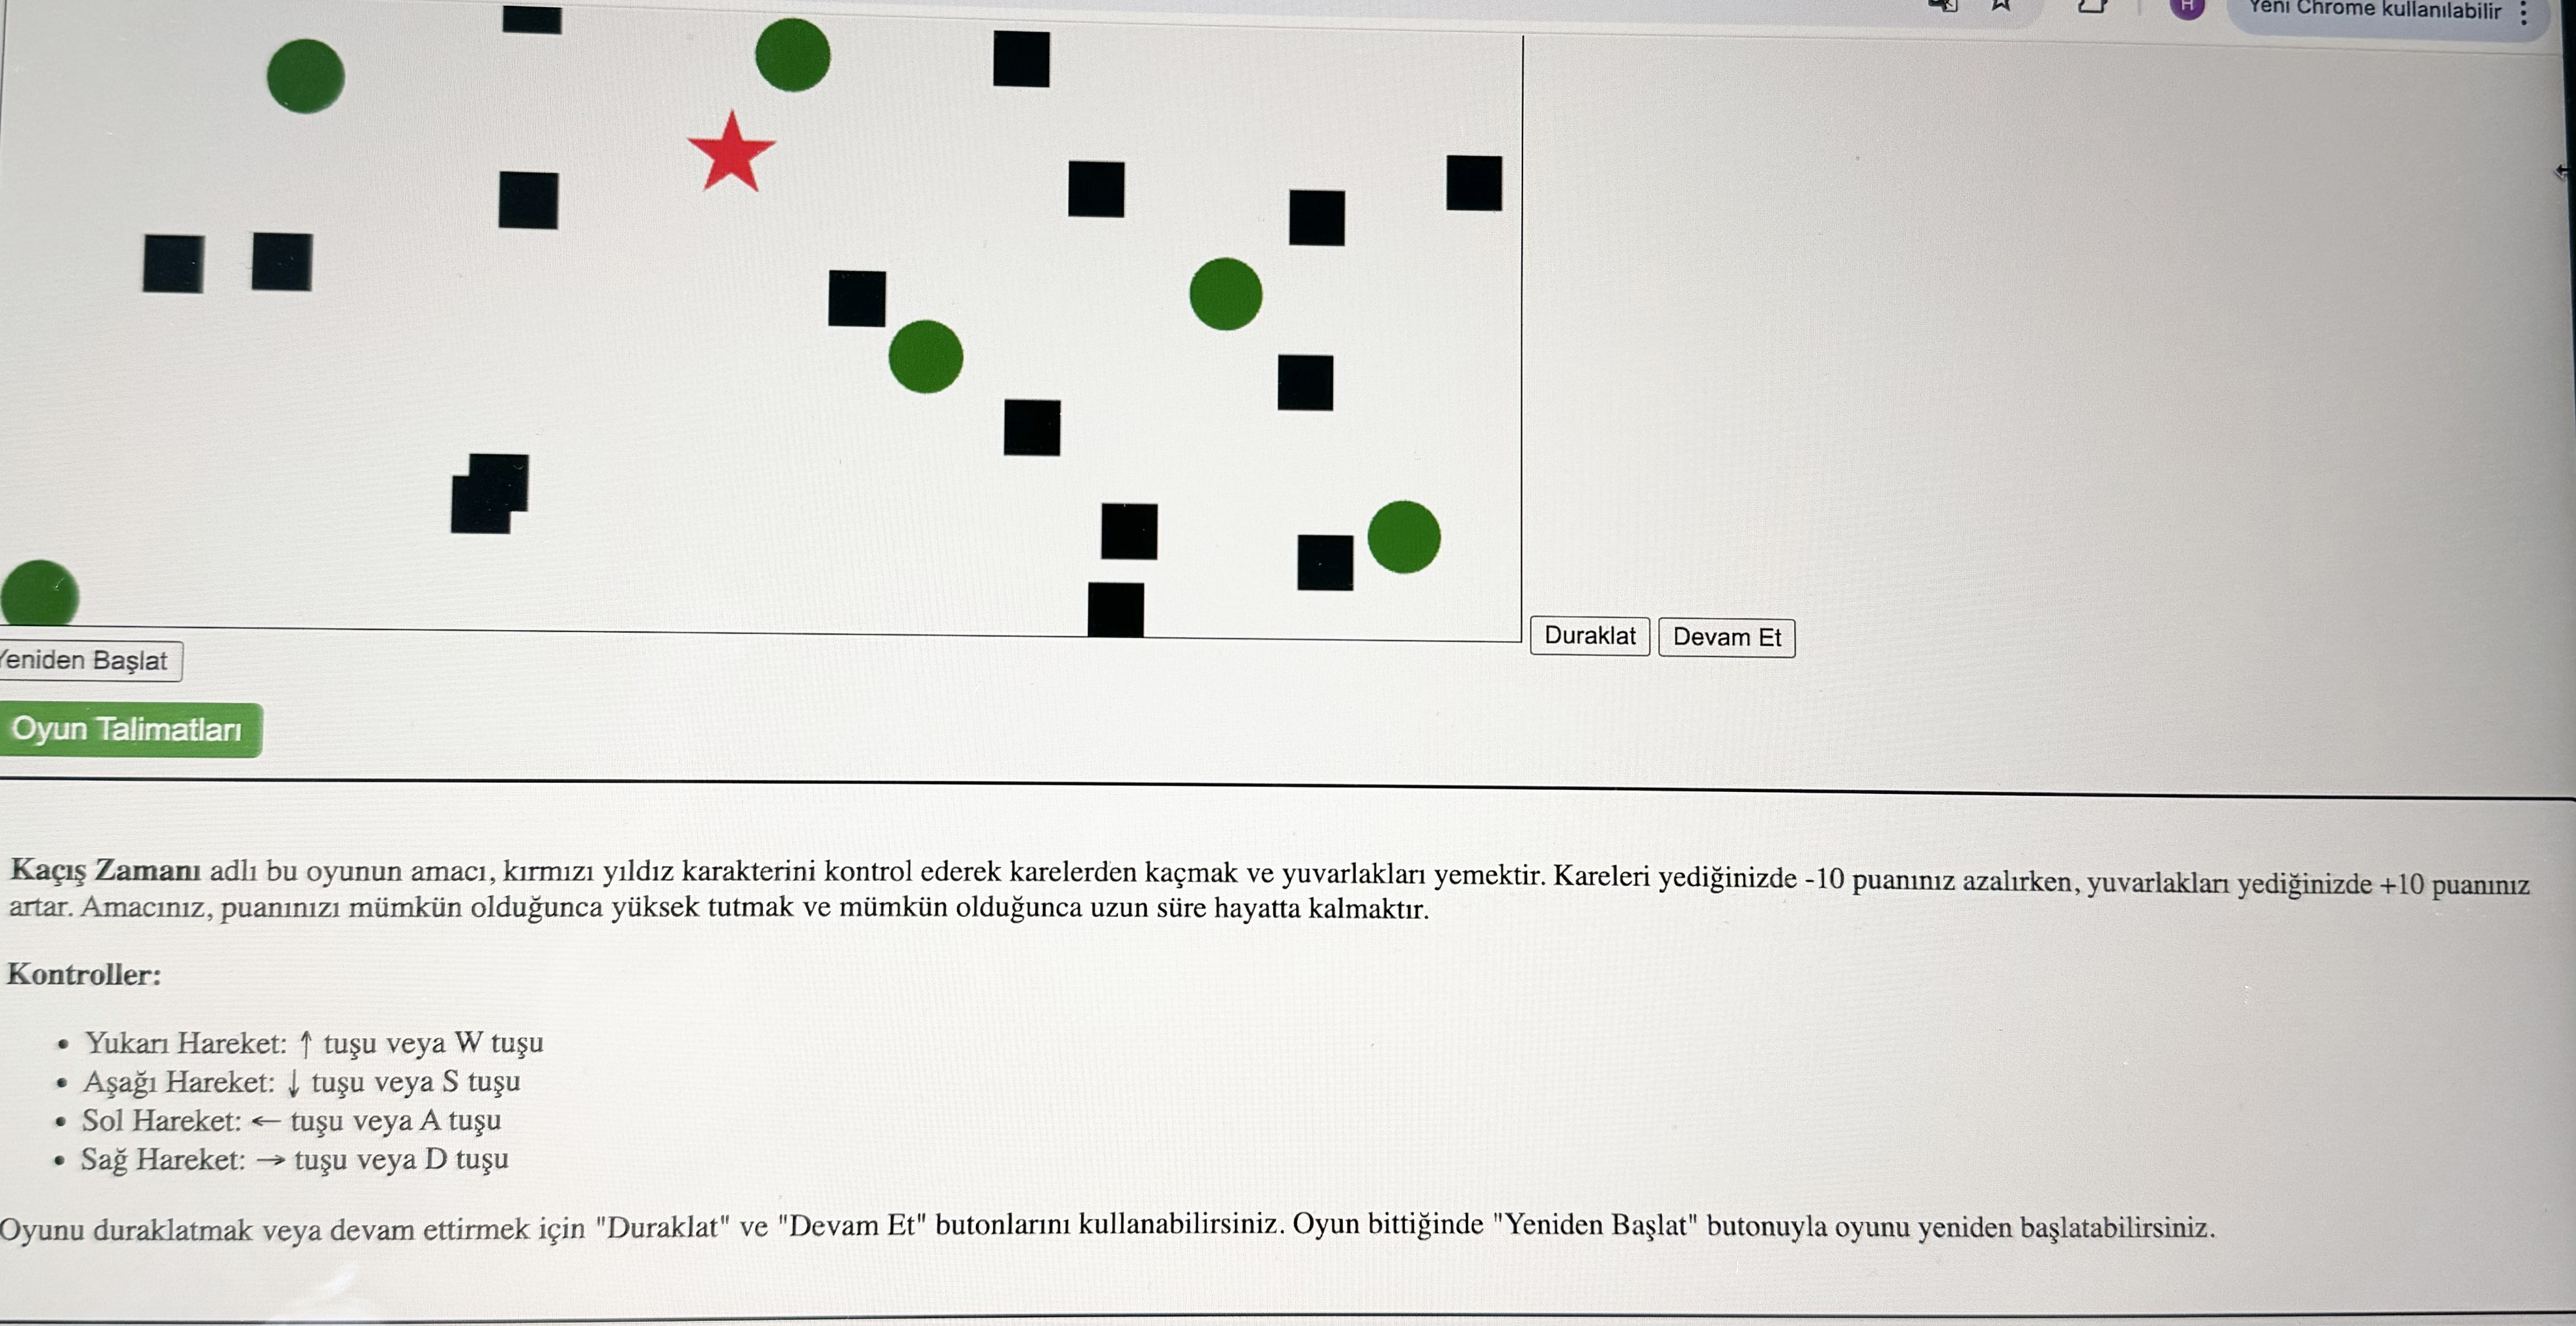 H
Yeni Chrome kullanılabilir
Duraklat
Devam Et
Yeniden Başlat
Oyun Talimatları
Kaçış Zamanı adlı bu oyunun amacı, kırmızı yıldız karakterini kontrol ederek karelerden kaçmak ve yuvarlakları yemektir. Kareleri yediğinizde -10 puanınız azalırken, yuvarlakları yediğinizde +10 puanınız
artar. Amacınız, puanınızı mümkün olduğunca yüksek tutmak ve mümkün olduğunca uzun süre hayatta kalmaktır.
Kontroller:
• Yukarı Hareket: ↑ tuşu veya W tuşu
• Aşağı Hareket: ↓ tuşu veya S tuşu
• Sol Hareket: ← tuşu veya A tuşu
• Sağ Hareket: → tuşu veya D tuşu
Oyunu duraklatmak veya devam ettirmek için "Duraklat" ve "Devam Et" butonlarını kullanabilirsiniz. Oyun bittiğinde "Yeniden Başlat" butonuyla oyunu yeniden başlatabilirsiniz.